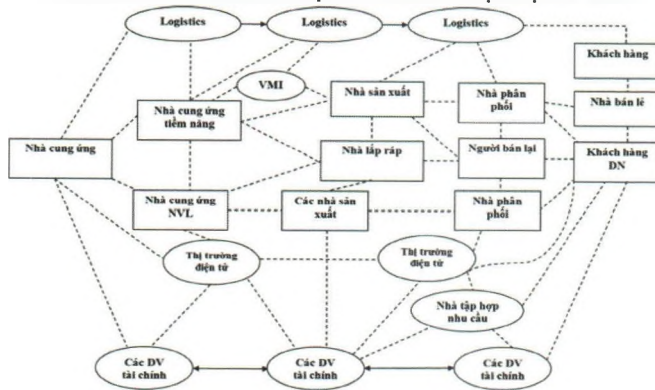 Logistics
Logistics
Logistics
Khách hàng
VMI
Nhà sản xuất
Nhà phân
phối
Nhà bán lẻ
Nhà cung ứng
tiềm năng
Nhà cung ứng
Nhà lắp ráp
Người bán lại
Khách hàng
DN
Nhà cung ứng
NVL
Các nhà sản
xuất
Nhà phân
phối
Thị trường
điện tử
Thị trường
điện tử
Nhà tập hợp
nhu cầu
Các DV
tài chính
Các DV
tài chính
Các DV
tài chính